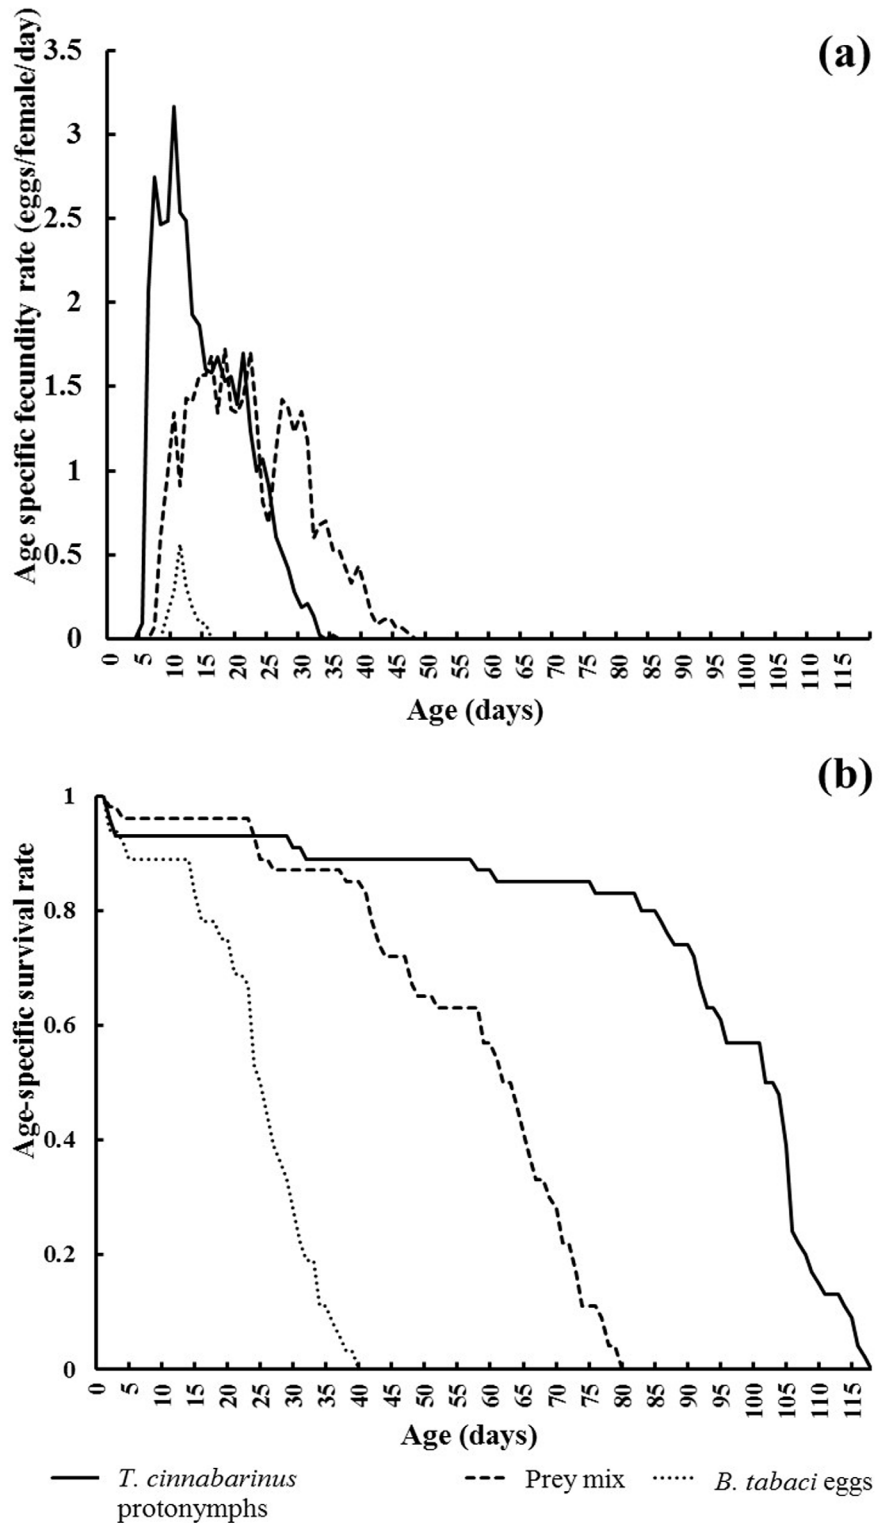 (a)
Age specific fecundity rate (eggs/female/day)
3.5
3
2.5
2
1.5
1
0.5
0
0 5 10 15 20 25 30 35 40 45 50 55 60 65 70 75 80 85 90 95 100 105 110 115
Age (days)
(b)
Age-specific survival rate
1
0.8
0.6
0.4
0.2
0
0 5 10 15 20 25 30 35 40 45 50 55 60 65 70 75 80 85 90 95 100 105 110 115
Age (days)
T. cinnabarinus
protonymphs
Prey mix
B. tabaci eggs